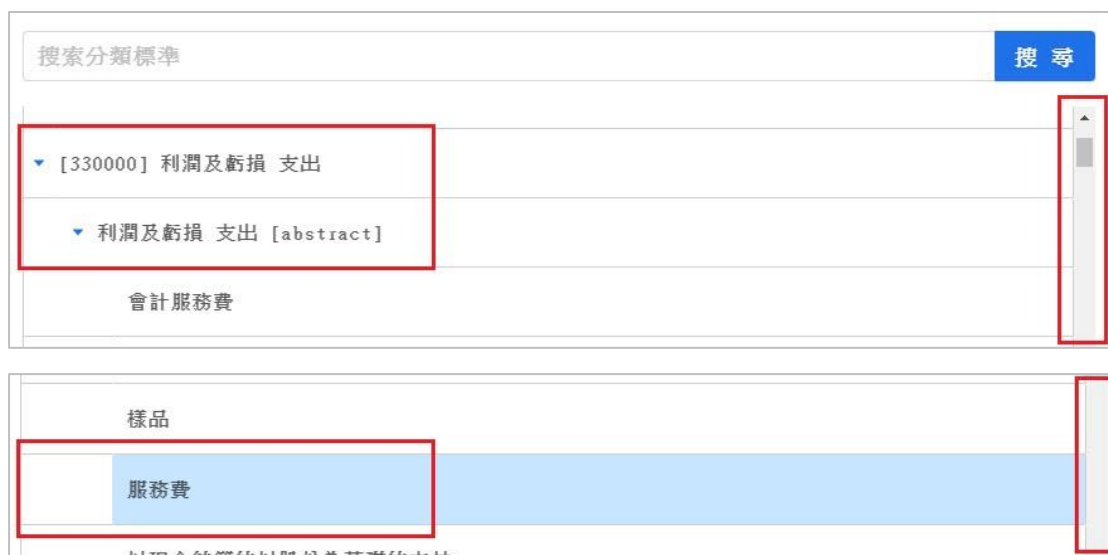 搜索分類標準
搜 尋
[330000] 利潤及虧損 支出
利潤及虧損 支出 [abstract]
會計服務費
樣品
服務費